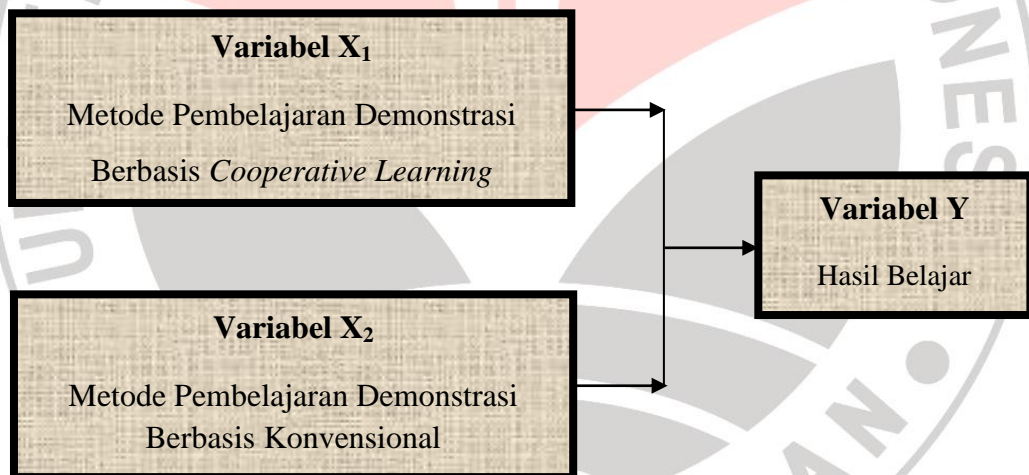 Variabel X₁
Metode Pembelajaran Demonstrasi
Berbasis Cooperative Learning
Variabel Y
Hasil Belajar
Variabel X₂
Metode Pembelajaran Demonstrasi
Berbasis Konvensional